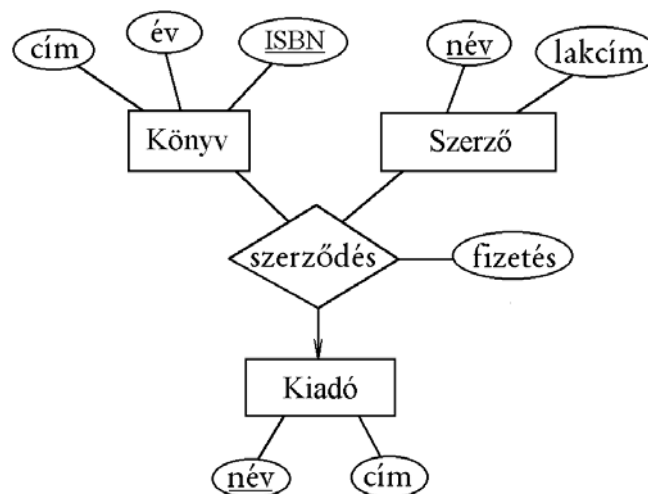 cím
év
ISBN
név
lakcím
Könyv
Szerző
szerződés
fizetés
Kiadó
név
cím